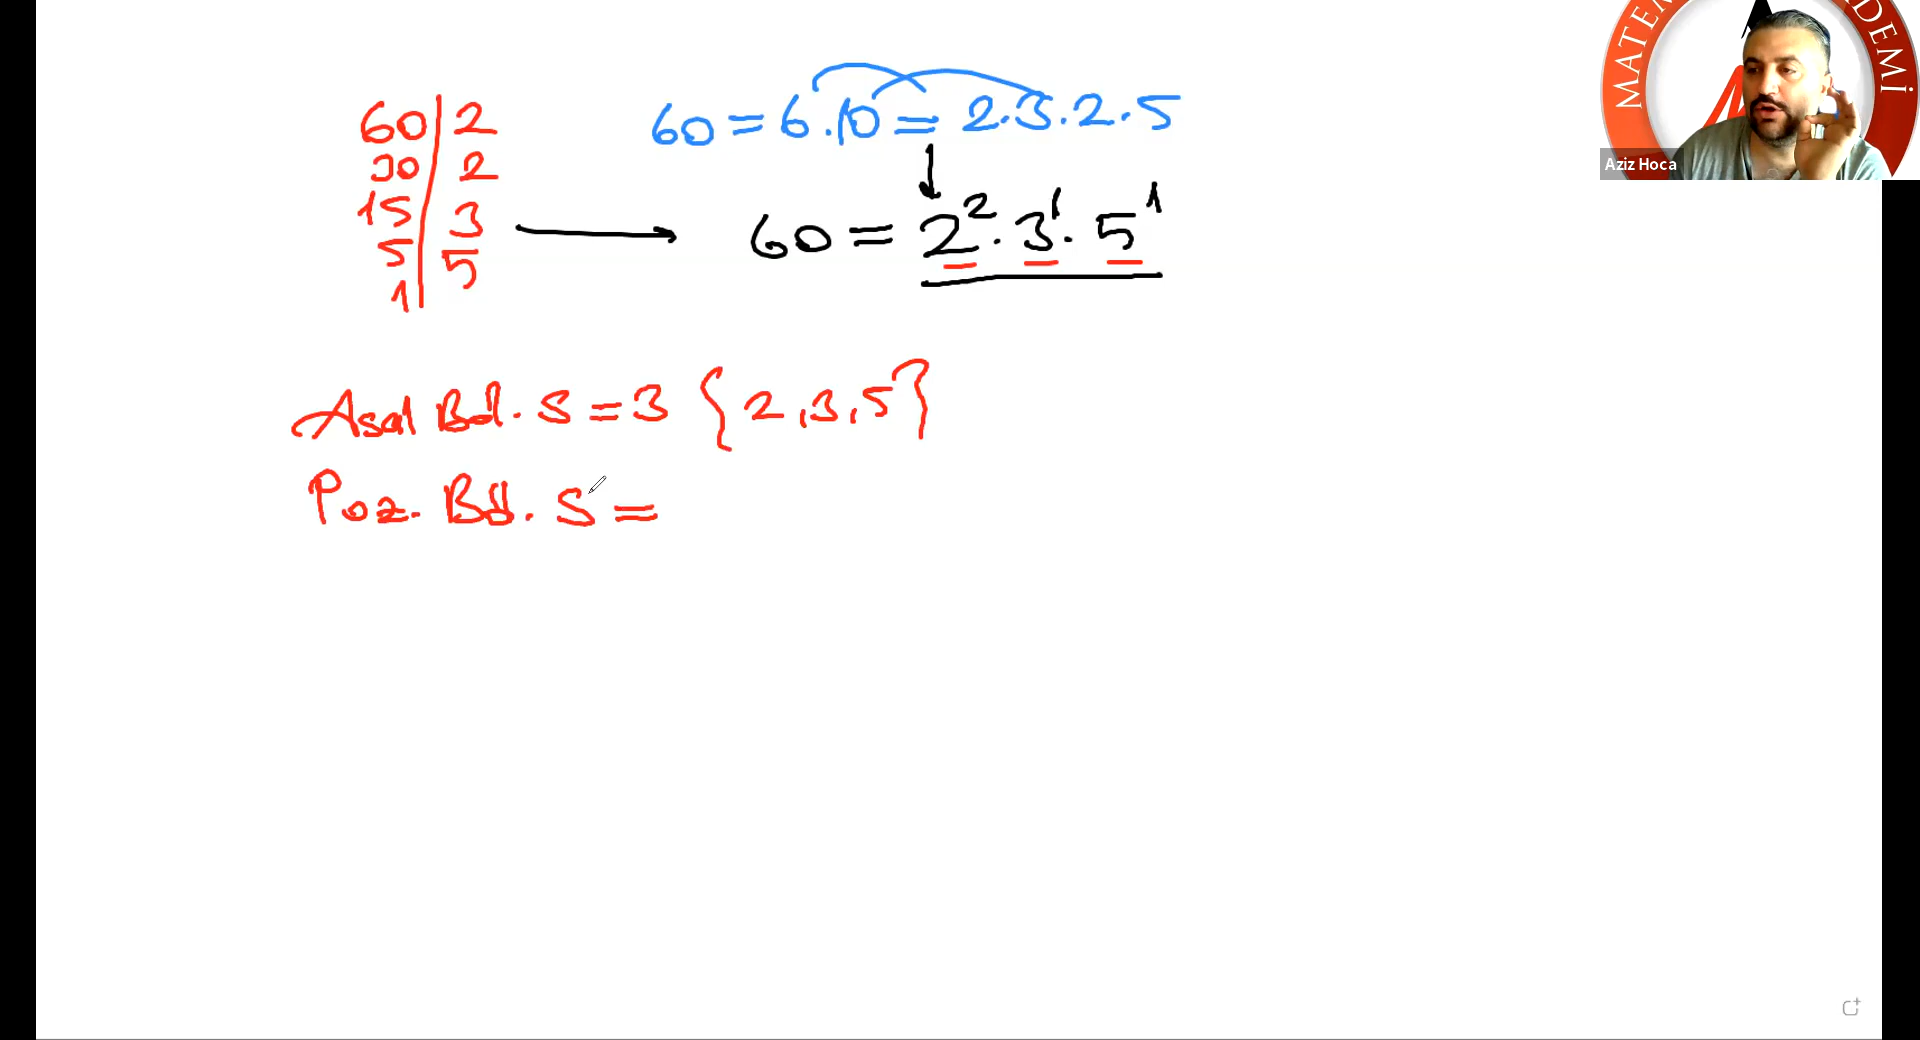 60 | 2
30 | 2
15 | 3
5 | 5
1
60 = 6.10 = 2.3.2.5
60 = 2² . 3¹ . 5¹
Asal Böl. S = 3 {2,3,5}
Poz. Böl. S =
Aziz Hoca